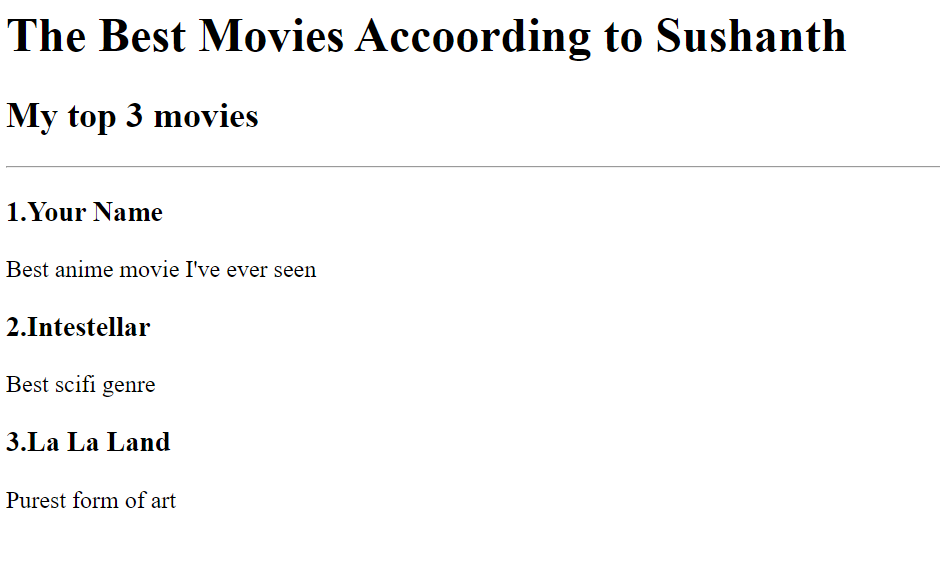 The Best Movies Accoording to Sushanth
My top 3 movies
1.Your Name
Best anime movie I've ever seen
2.Intestellar
Best scifi genre
3.La La Land
Purest form of art